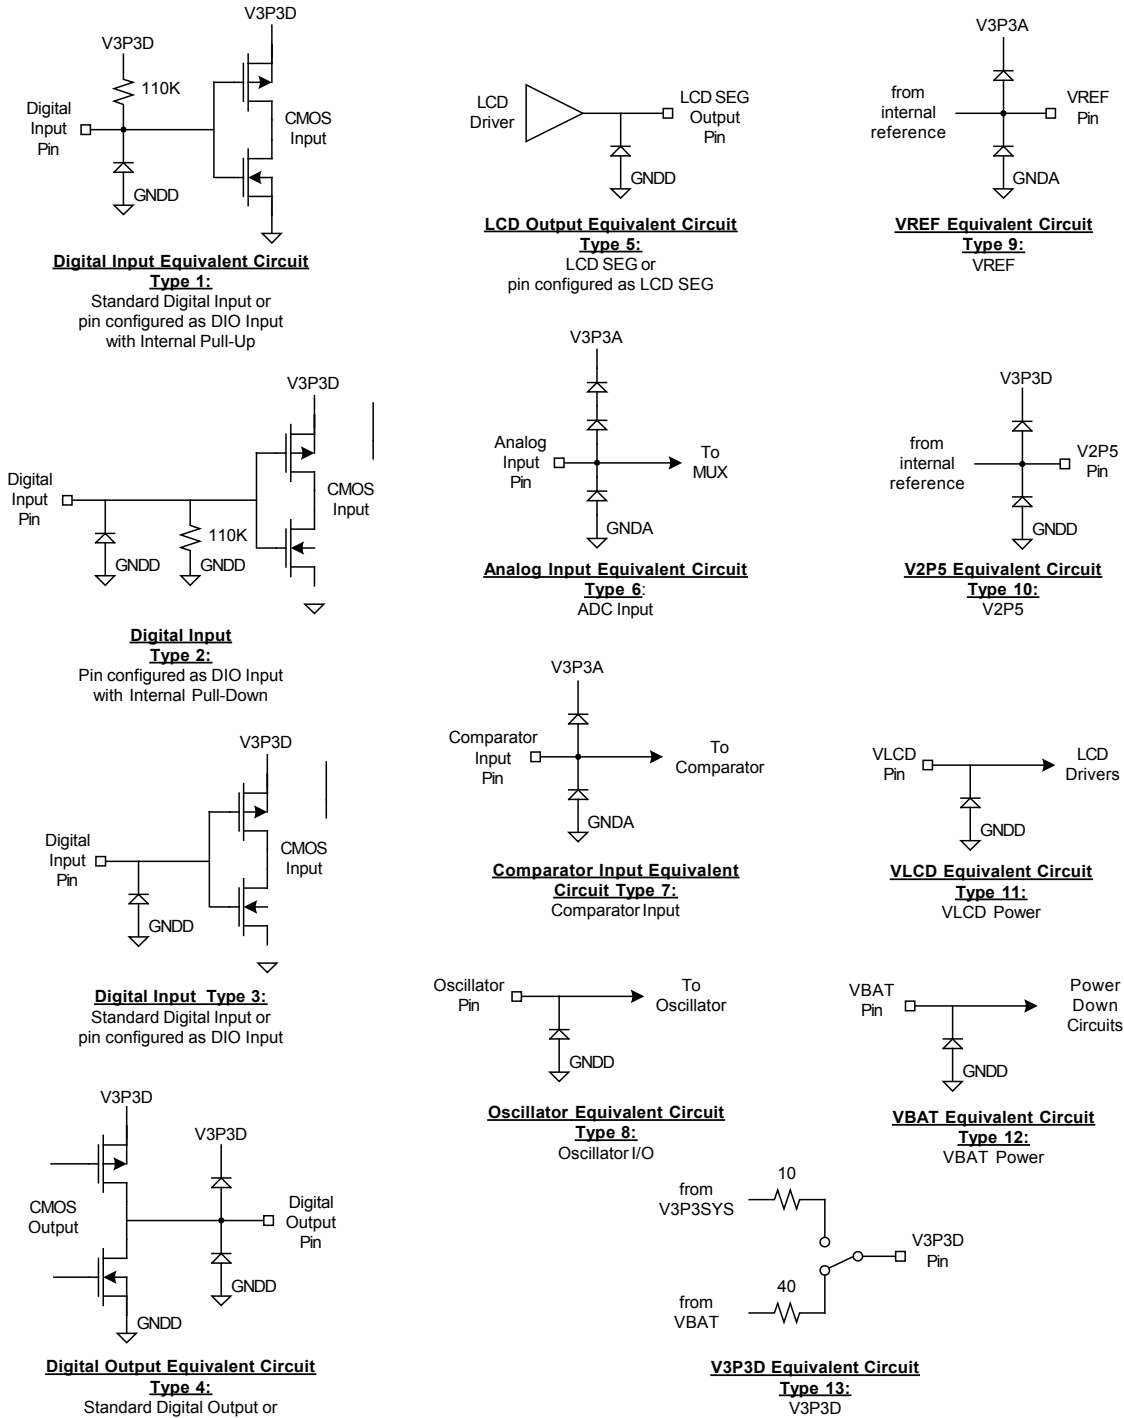 V3P3D
V3P3D
110K
Digital
Input
Pin
CMOS
Input
GNDD
Digital Input Equivalent Circuit
Type 1:
Standard Digital Input or
pin configured as DIO Input
with Internal Pull-Up
V3P3D
Digital
Input
Pin
CMOS
Input
110K
GNDD
GNDD
Digital Input
Type 2:
Pin configured as DIO Input
with Internal Pull-Down
V3P3D
Digital
Input
Pin
CMOS
Input
GNDD
Digital Input Type 3:
Standard Digital Input or
pin configured as DIO Input
V3P3D
V3P3D
CMOS
Output
Digital
Output
Pin
GNDD
GNDD
Digital Output Equivalent Circuit
Type 4:
Standard Digital Output or
LCD
Driver
LCD SEG
Output
Pin
GNDD
LCD Output Equivalent Circuit
Type 5:
LCD SEG or
pin configured as LCD SEG
V3P3A
Analog
Input
Pin
To
MUX
GNDA
Analog Input Equivalent Circuit
Type 6:
ADC Input
V3P3A
Comparator
Input
Pin
To
Comparator
GNDA
Comparator Input Equivalent
Circuit Type 7:
Comparator Input
Oscillator
Pin
To
Oscillator
GNDD
Oscillator Equivalent Circuit
Type 8:
Oscillator I/O
V3P3A
from
internal
reference
VREF
Pin
GNDA
VREF Equivalent Circuit
Type 9:
VREF
V3P3D
from
internal
reference
V2P5
Pin
GNDD
V2P5 Equivalent Circuit
Type 10:
V2P5
VLCD
Pin
LCD
Drivers
GNDD
VLCD Equivalent Circuit
Type 11:
VLCD Power
VBAT
Pin
Power
Down
Circuits
GNDD
VBAT Equivalent Circuit
Type 12:
VBAT Power
from
V3P3SYS
10
V3P3D
Pin
40
from
VBAT
V3P3D Equivalent Circuit
Type 13:
V3P3D